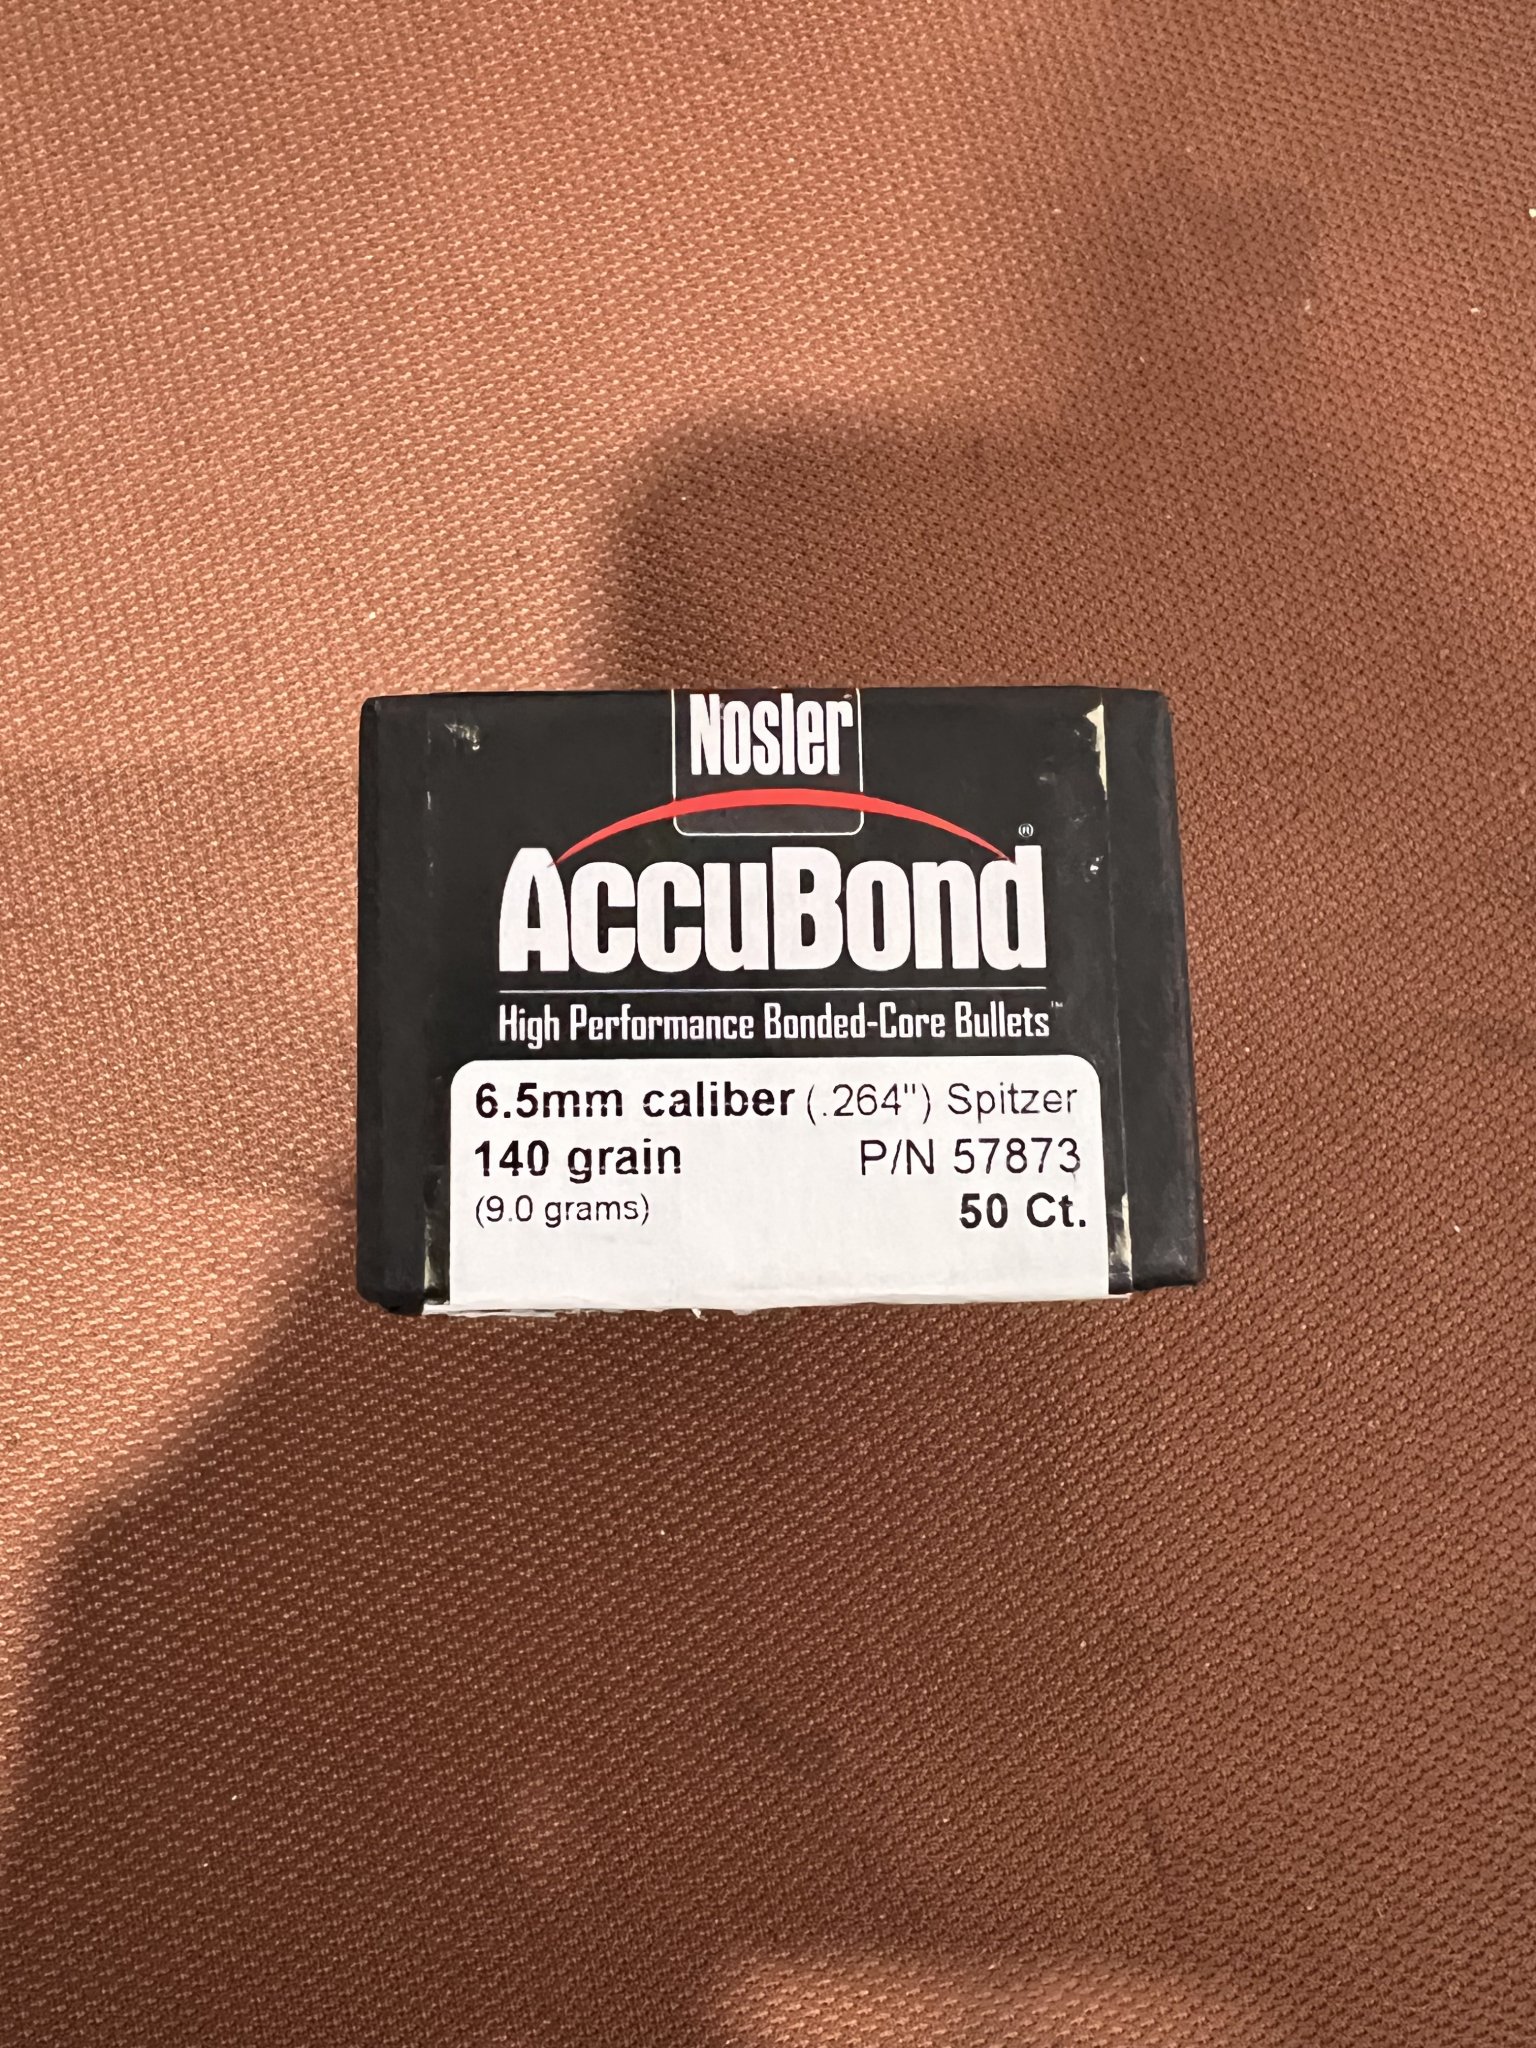 Nosler®
AccuBond®
High Performance Bonded-Core Bullets™
6.5mm caliber (.264") Spitzer
140 grain P/N 57873
(9.0 grams) 50 Ct.